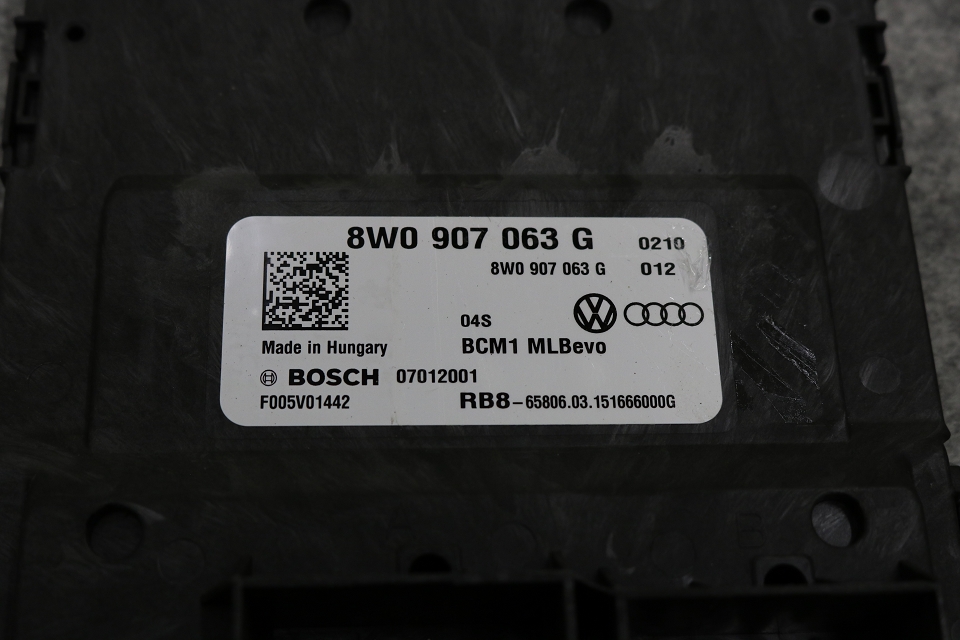 8W0 907 063 G 0210
8W0 907 063 G 012
04S
Made in Hungary BCM1 MLBevo
BOSCH 07012001
F005V01442 RB8-65806.03.151666000G